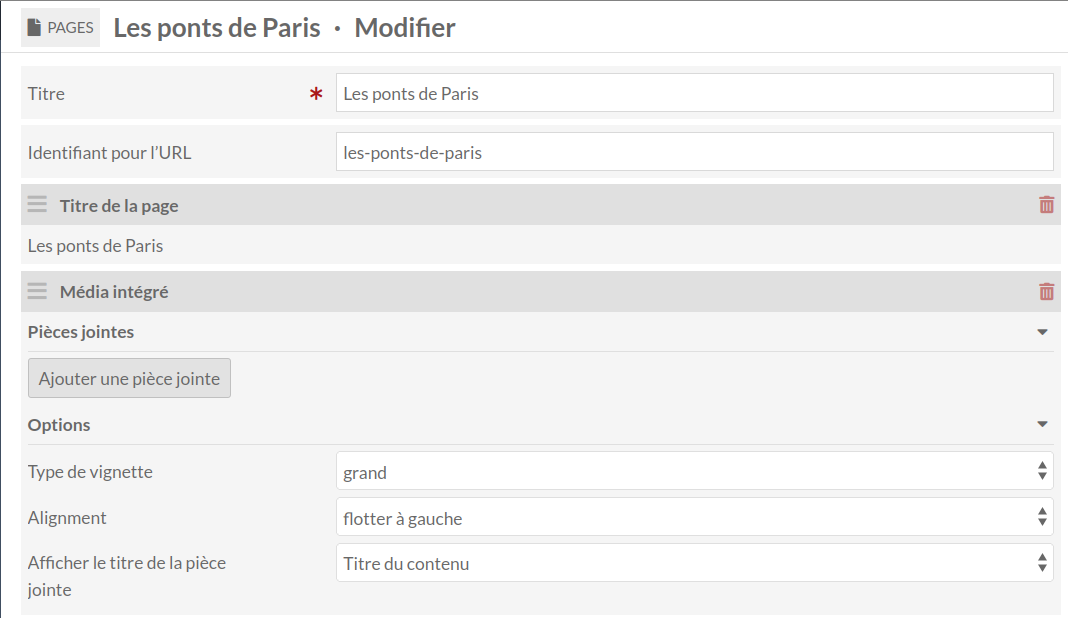 PAGES Les ponts de Paris · Modifier
Titre * Les ponts de Paris
Identifiant pour l’URL les-ponts-de-paris
Titre de la page
Les ponts de Paris
Média intégré
Pièces jointes
Ajouter une pièce jointe
Options
Type de vignette grand
Alignment flotter à gauche
Afficher le titre de la pièce Titre du contenu
jointe